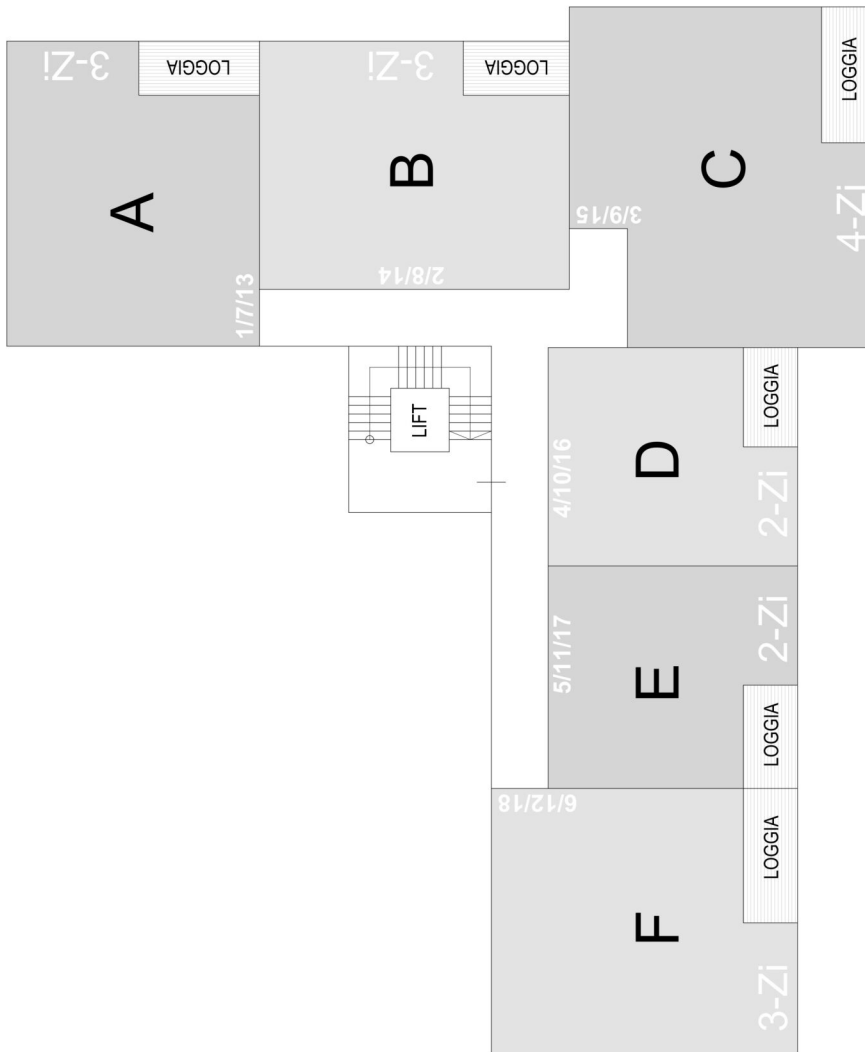 3-Zi
LOGGIA
A
1/7/13
3-Zi
LOGGIA
B
2/8/14
LOGGIA
C
3/9/15
4-Zi
LIFT
LOGGIA
D
4/10/16
2-Zi
5/11/17
E
2-Zi
LOGGIA
6/12/18
LOGGIA
F
3-Zi